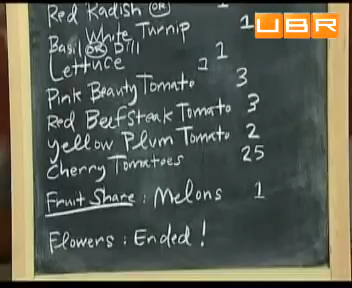 Red Radish OR 1
White Turnip 1
Basil OR Dill 1
Lettuce 1
Pink Beauty Tomato 3
Red Beefsteak Tomato 3
Yellow Plum Tomato 2
Cherry Tomatoes 25
Fruit Share : Melons 1
Flowers : Ended !
UBR